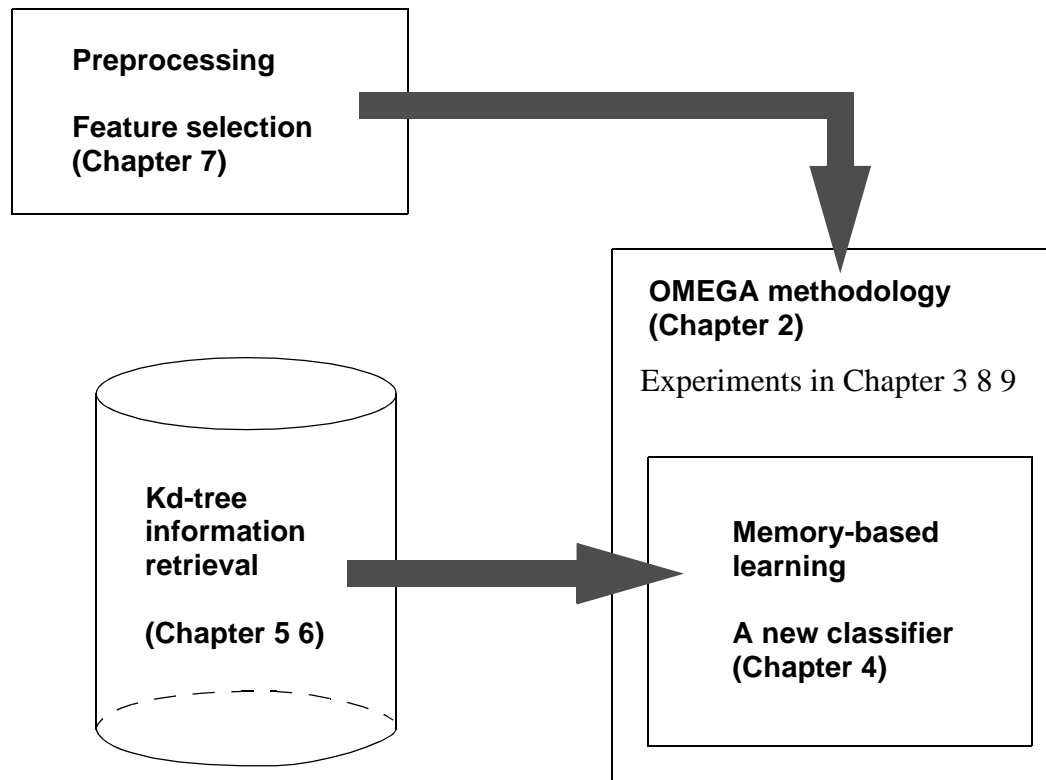 Preprocessing
Feature selection
(Chapter 7)
OMEGA methodology
(Chapter 2)
Experiments in Chapter 3 8 9
Kd-tree
information
retrieval
(Chapter 5 6)
Memory-based
learning
A new classifier
(Chapter 4)